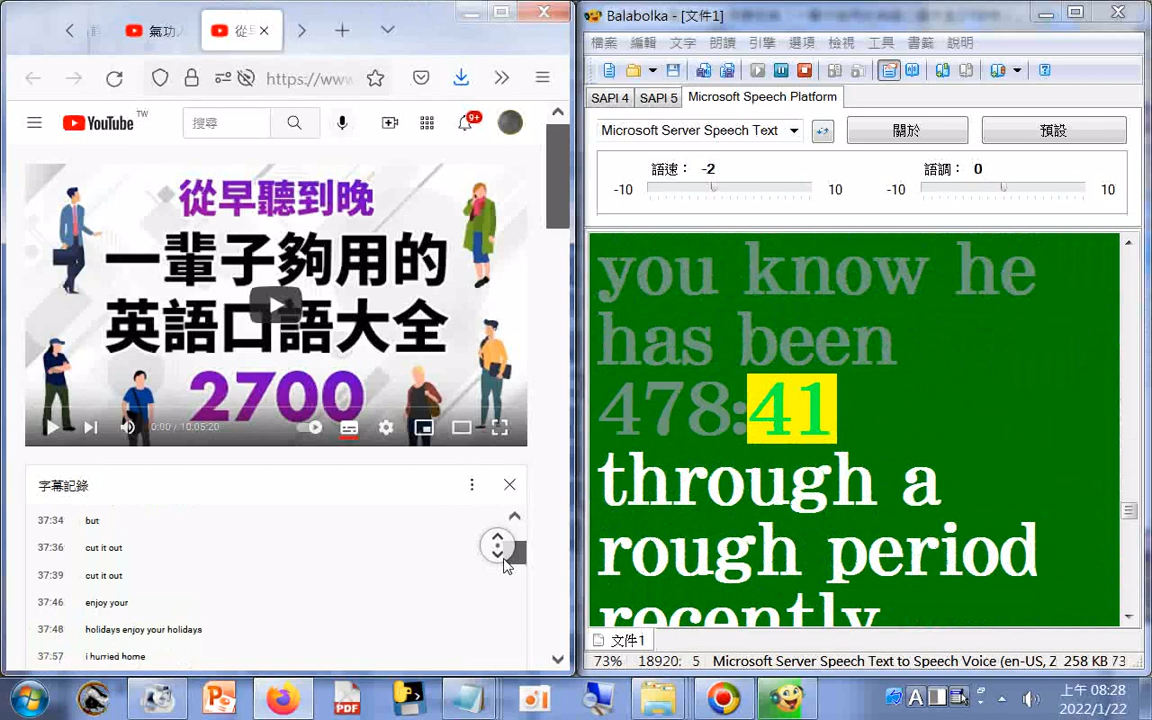 氣功
從
https://www
YouTube TW
搜尋
9+
從早聽到晚
一輩子夠用的
英語口語大全
2700
0:00 / 10:05:20
字幕記錄
37:34 but
37:36 cut it out
37:39 cut it out
37:46 enjoy your
37:48 holidays enjoy your holidays
37:57 i hurried home
Balabolka - [文件1]
檔案 編輯 文字 朗讀 引擎 選項 檢視 工具 書籤 說明
SAPI 4 SAPI 5 Microsoft Speech Platform
Microsoft Server Speech Text 關於 預設
語速： -2 語調： 0
-10 10 -10 10
you know he
has been
478:41
through a
rough period
recently
文件1
73% 18920: 5 Microsoft Server Speech Text to Speech Voice (en-US, Z 258 KB 73
PDF
A
上午 08:28
2022/1/22